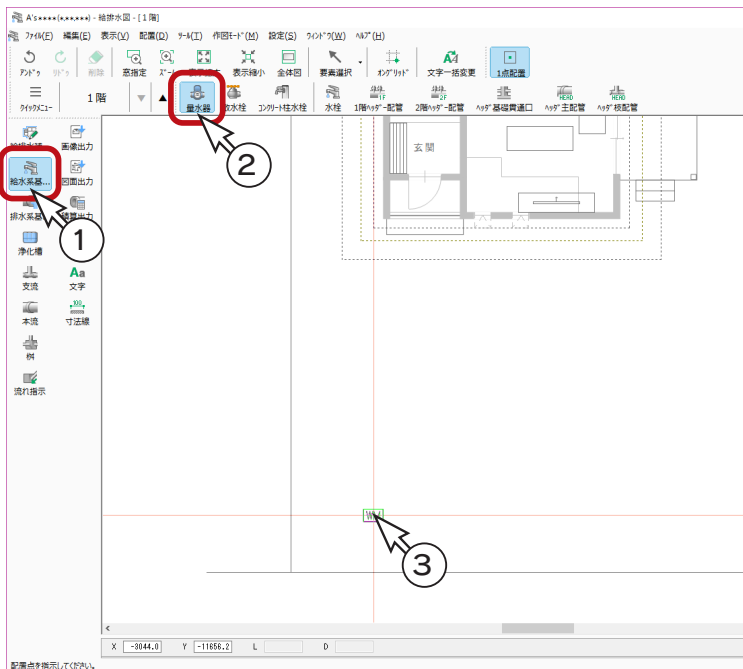 A's**** (*,**,***) - 給排水図 - [1 階]
ﾌｧｲﾙ(F) 編集(E) 表示(V) 配置(D) ﾂｰﾙ(T) 作図ﾓｰﾄﾞ(M) 設定(S) ｳｨﾝﾄﾞｳ(W) ﾍﾙﾌﾟ(H)
ｱﾝﾄﾞｩ ﾘﾄﾞｩ 削除 窓指定 表示縮小 全体図 要素選択 ｵﾝｸﾞﾘｯﾄﾞ 文字一括変更 1点配置
ｸｲｯｸﾒﾆｭｰ 1 階 量水器 散水栓 ｺﾝｸﾘｰﾄ柱水栓 水栓 1階ﾍｯﾀﾞｰ配管 2階ﾍｯﾀﾞｰ配管 ﾍｯﾀﾞ基礎貫通口 ﾍｯﾀﾞ主配管 ﾍｯﾀﾞ枝配管
画像出力
給水系基... 図面出力
排水系基 積算出力
浄化槽
支流 文字
本流 寸法線
桝
流れ指示
玄関
1
2
3
X -3044.0 Y -11656.2 L D
配置点を指示してください。